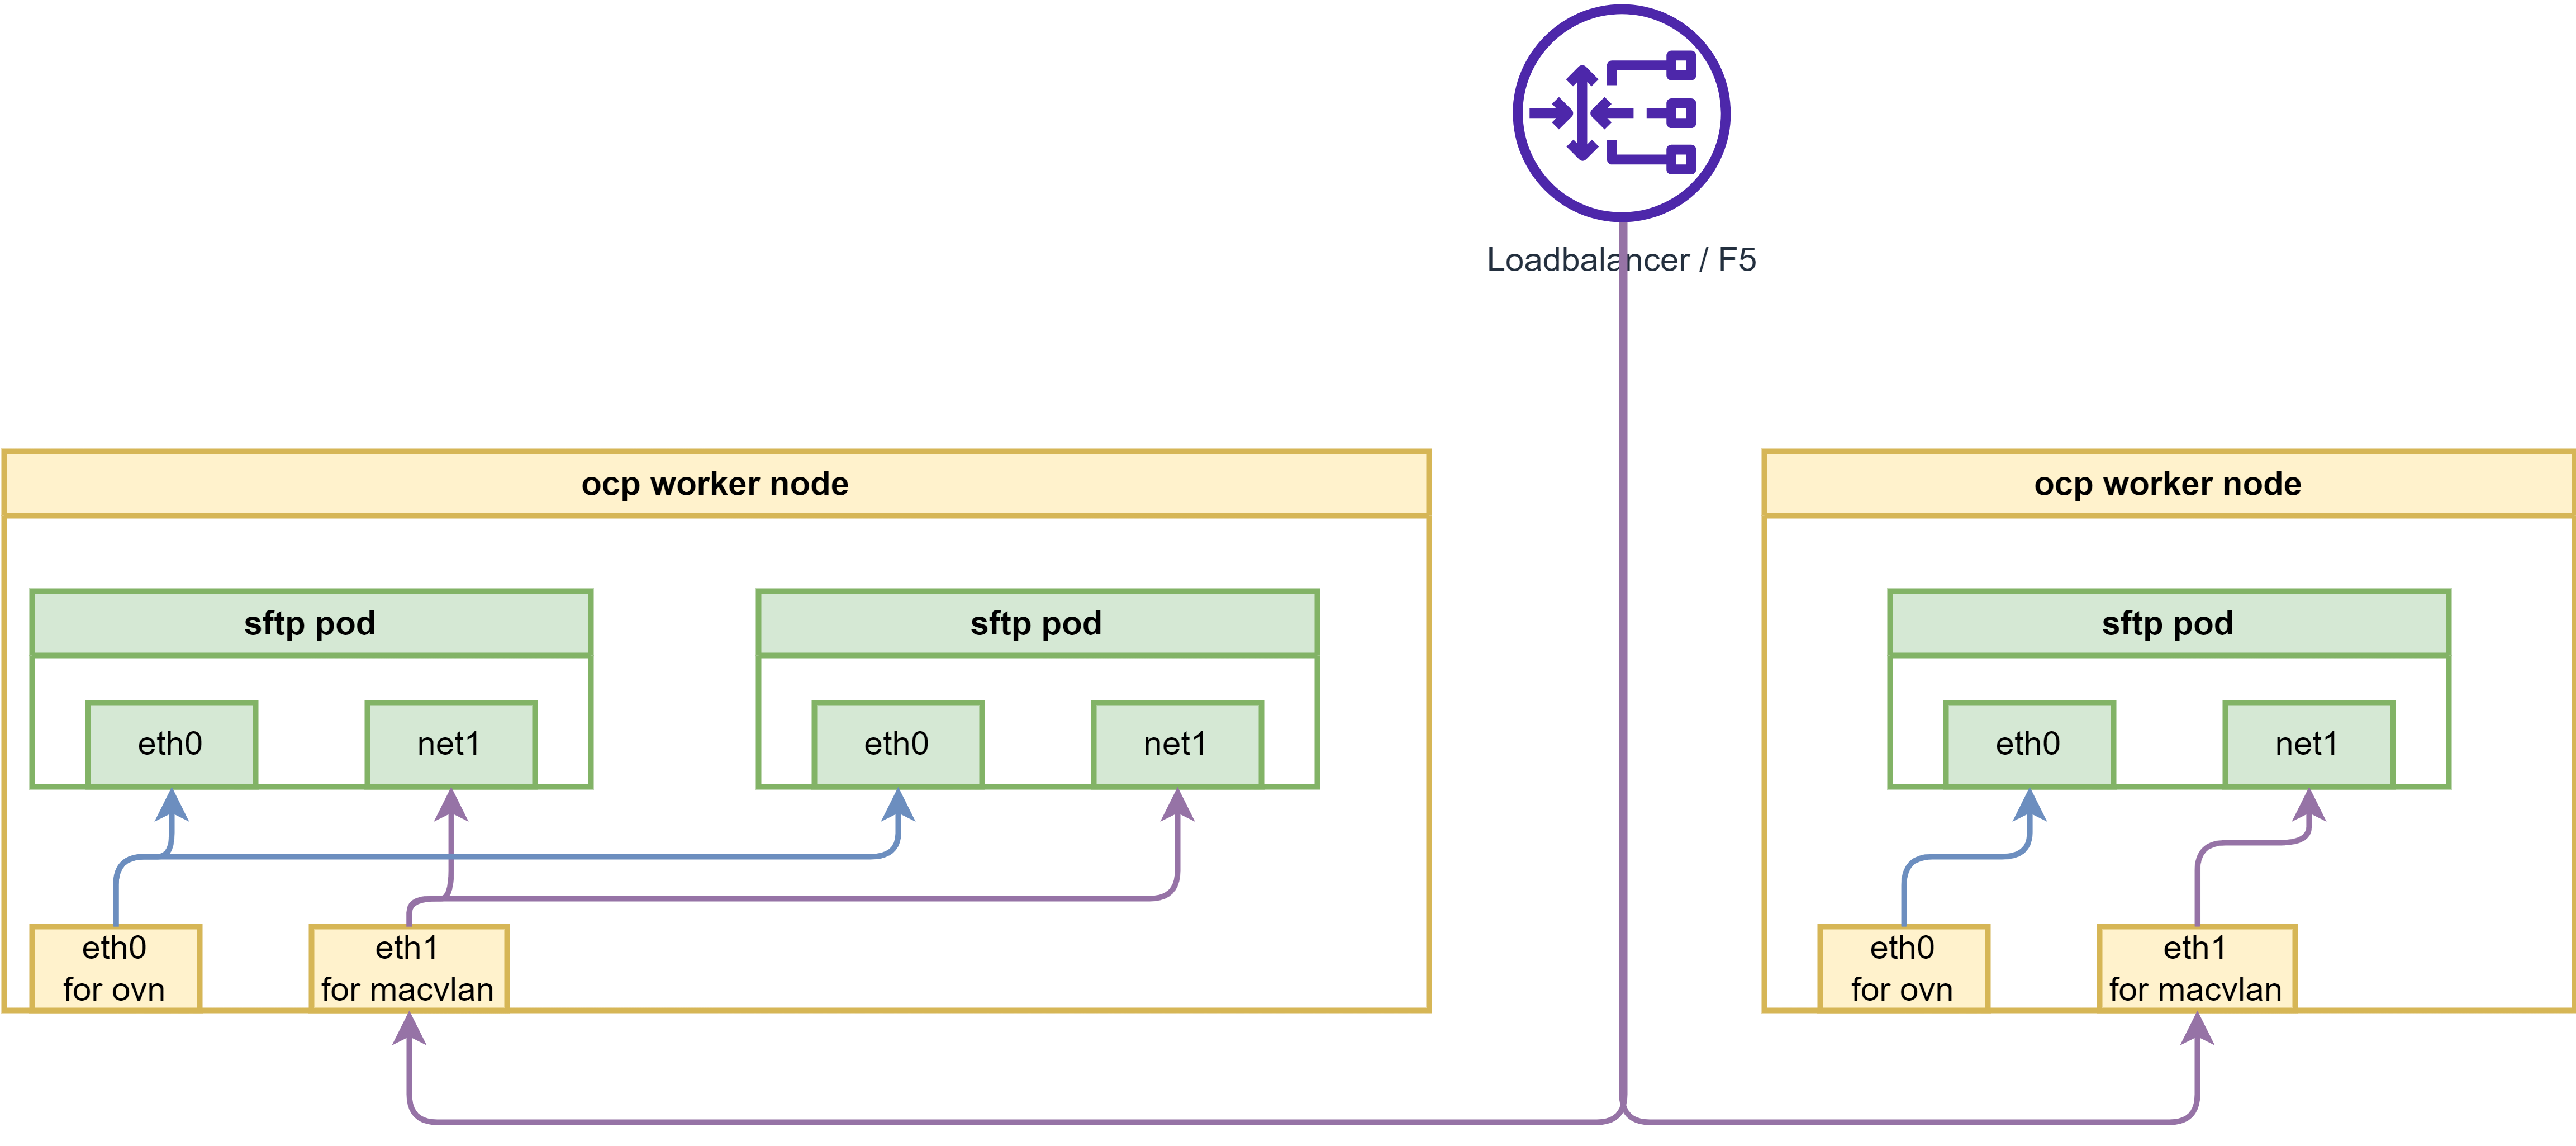 Loadbalancer / F5
ocp worker node
sftp pod
eth0
net1
sftp pod
eth0
net1
eth0
for ovn
eth1
for macvlan
ocp worker node
sftp pod
eth0
net1
eth0
for ovn
eth1
for macvlan